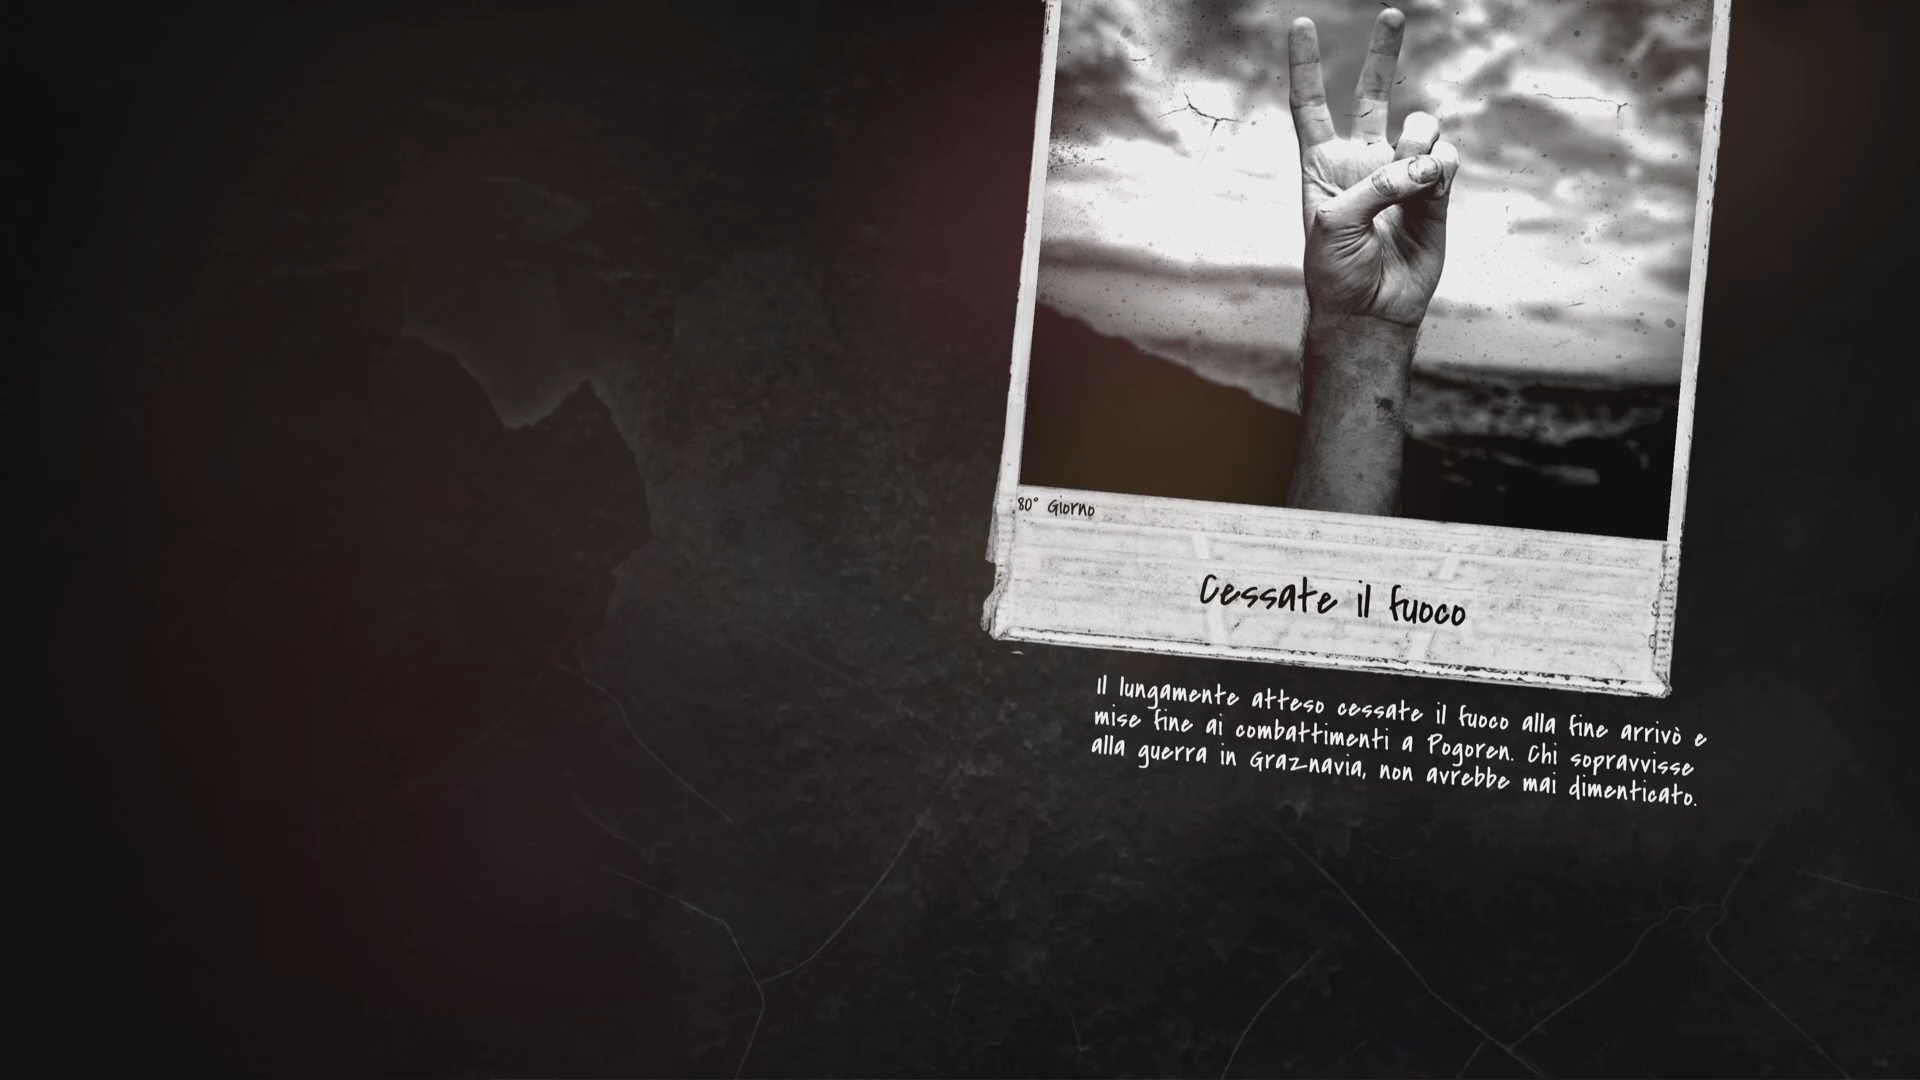 80° Giorno
Cessate il fuoco
Il lungamente atteso cessate il fuoco alla fine arrivò e
mise fine ai combattimenti a Pogoren. Chi sopravvisse
alla guerra in Graznavia, non avrebbe mai dimenticato.